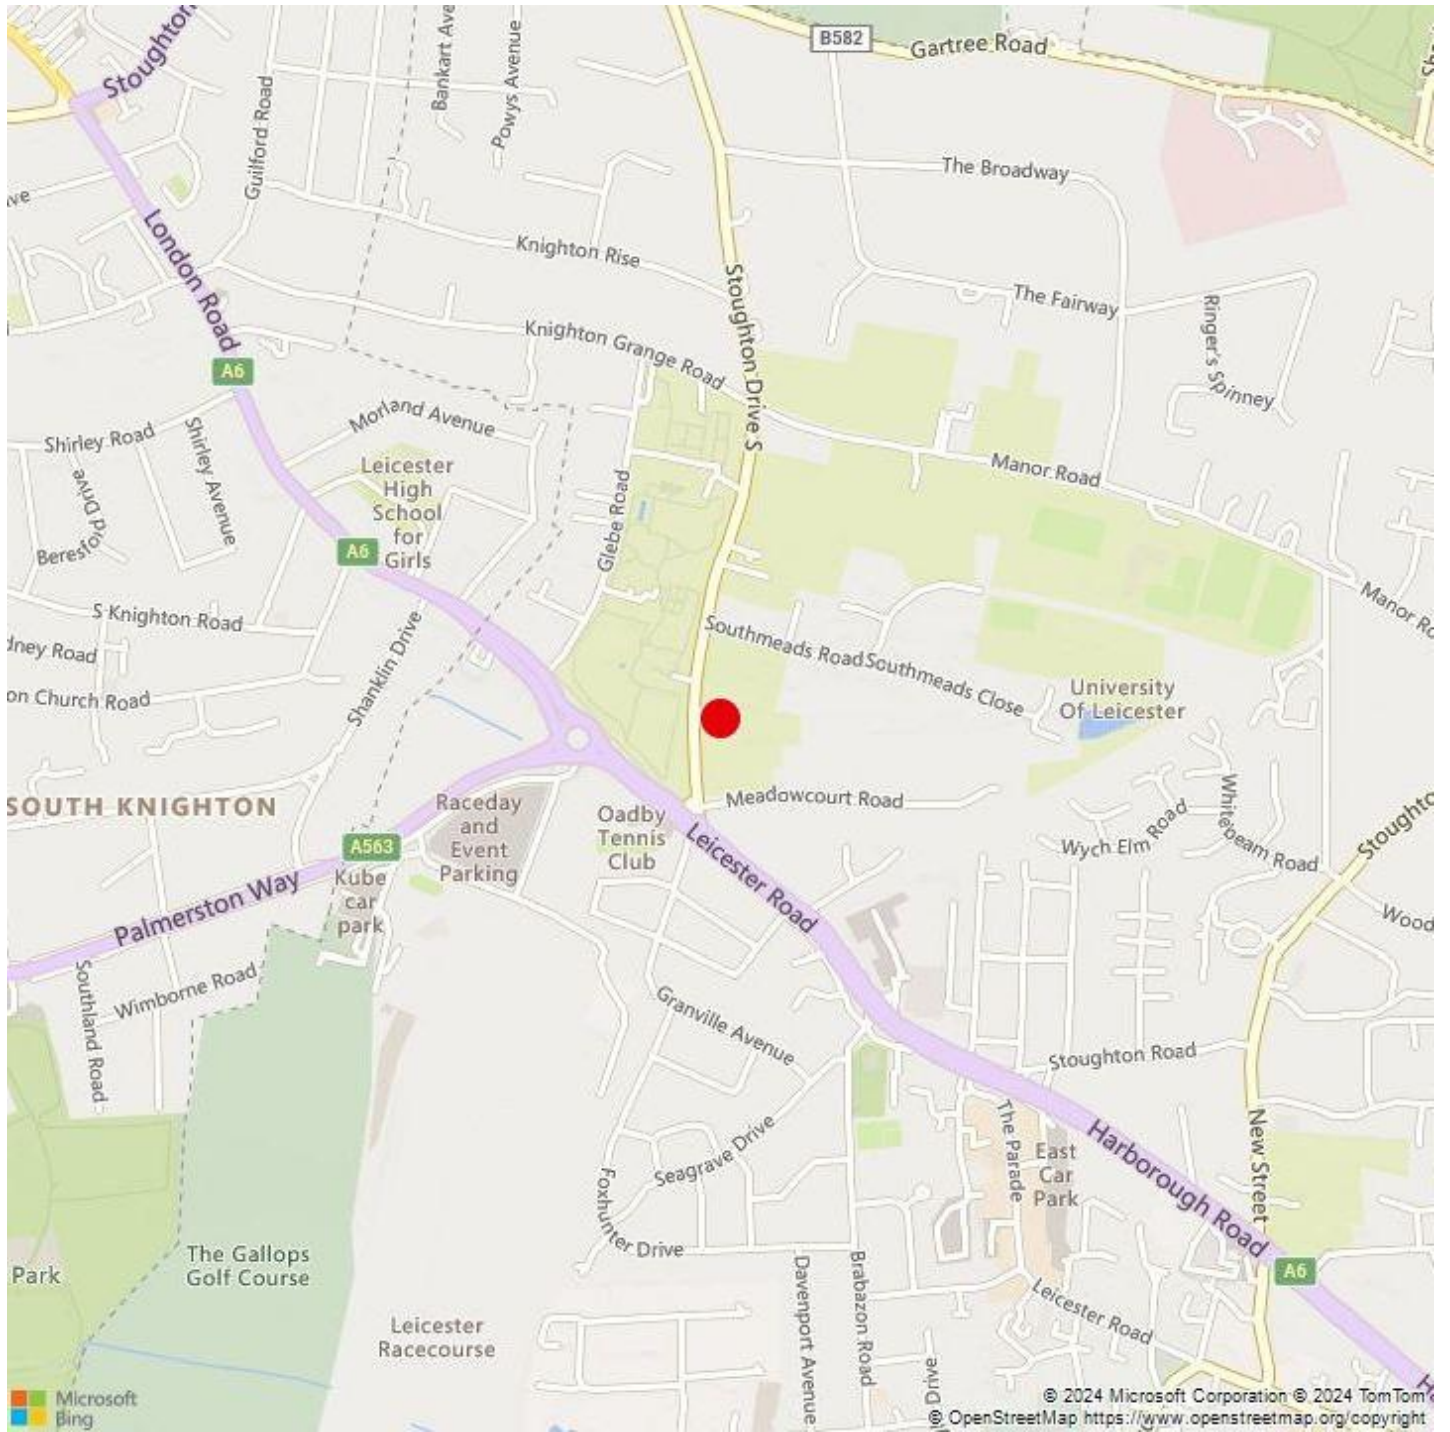 Stoughton
Bankart Ave
Powys Avenue
B582
Gartree Road
Guilford Road
The Broadway
London Road
Knighton Rise
Stoughton Drive S
The Fairway
Ringer's Spinney
Knighton Grange Road
A6
Morland Avenue
Shirley Road
Shirley Avenue
Leicester
High
School
for
Girls
Manor Road
Beresford Drive
Glebe Road
A6
S Knighton Road
Manor Ro
Southmeads Road
Southmeads Close
dney Road
on Church Road
Shanklin Drive
University
Of Leicester
SOUTH KNIGHTON
Raceday
and
Event
Parking
Oadby
Tennis
Club
Meadowcourt Road
Leicester Road
Wych Elm Road
Whitebeam Road
Stoughto
A563
Kube
car
park
Palmerston Way
Wood
Southland Road
Wimborne Road
Granville Avenue
Stoughton Road
The Parade
East
Car
Park
Harborough Road
New Street
Seagrave Drive
Foxhunter Drive
The Gallops
Golf Course
Park
Davenport Avenue
Brabazon Road
A6
Leicester Road
Leicester
Racecourse
Drive
Microsoft
Bing
© 2024 Microsoft Corporation © 2024 TomTom
© OpenStreetMap https://www.openstreetmap.org/copyright